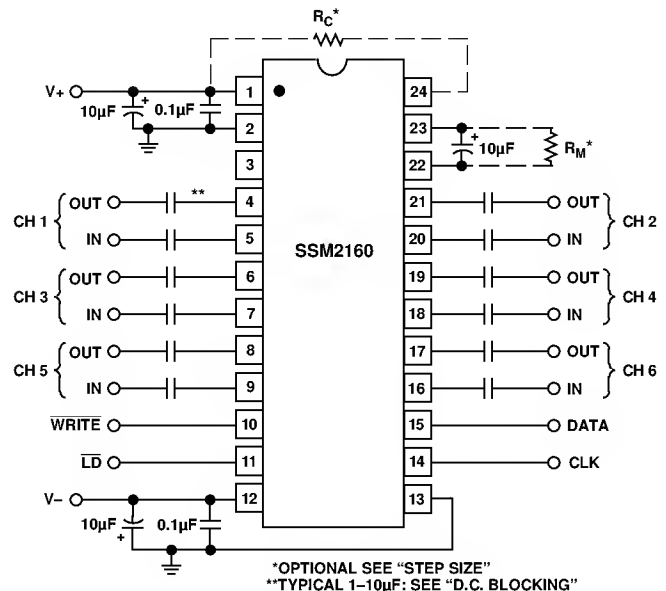 R_C*
V+
10µF
+
0.1µF
1
2
3
4
5
6
7
8
9
10
11
12
24
23
22
21
20
19
18
17
16
15
14
13
SSM2160
+
10µF
R_M*
**
CH 1
OUT
IN
CH 3
OUT
IN
CH 5
OUT
IN
WRITE
LD
V–
10µF
+
0.1µF
OUT
IN
CH 2
OUT
IN
CH 4
OUT
IN
CH 6
DATA
CLK
*OPTIONAL SEE “STEP SIZE”
**TYPICAL 1–10µF: SEE “D.C. BLOCKING”